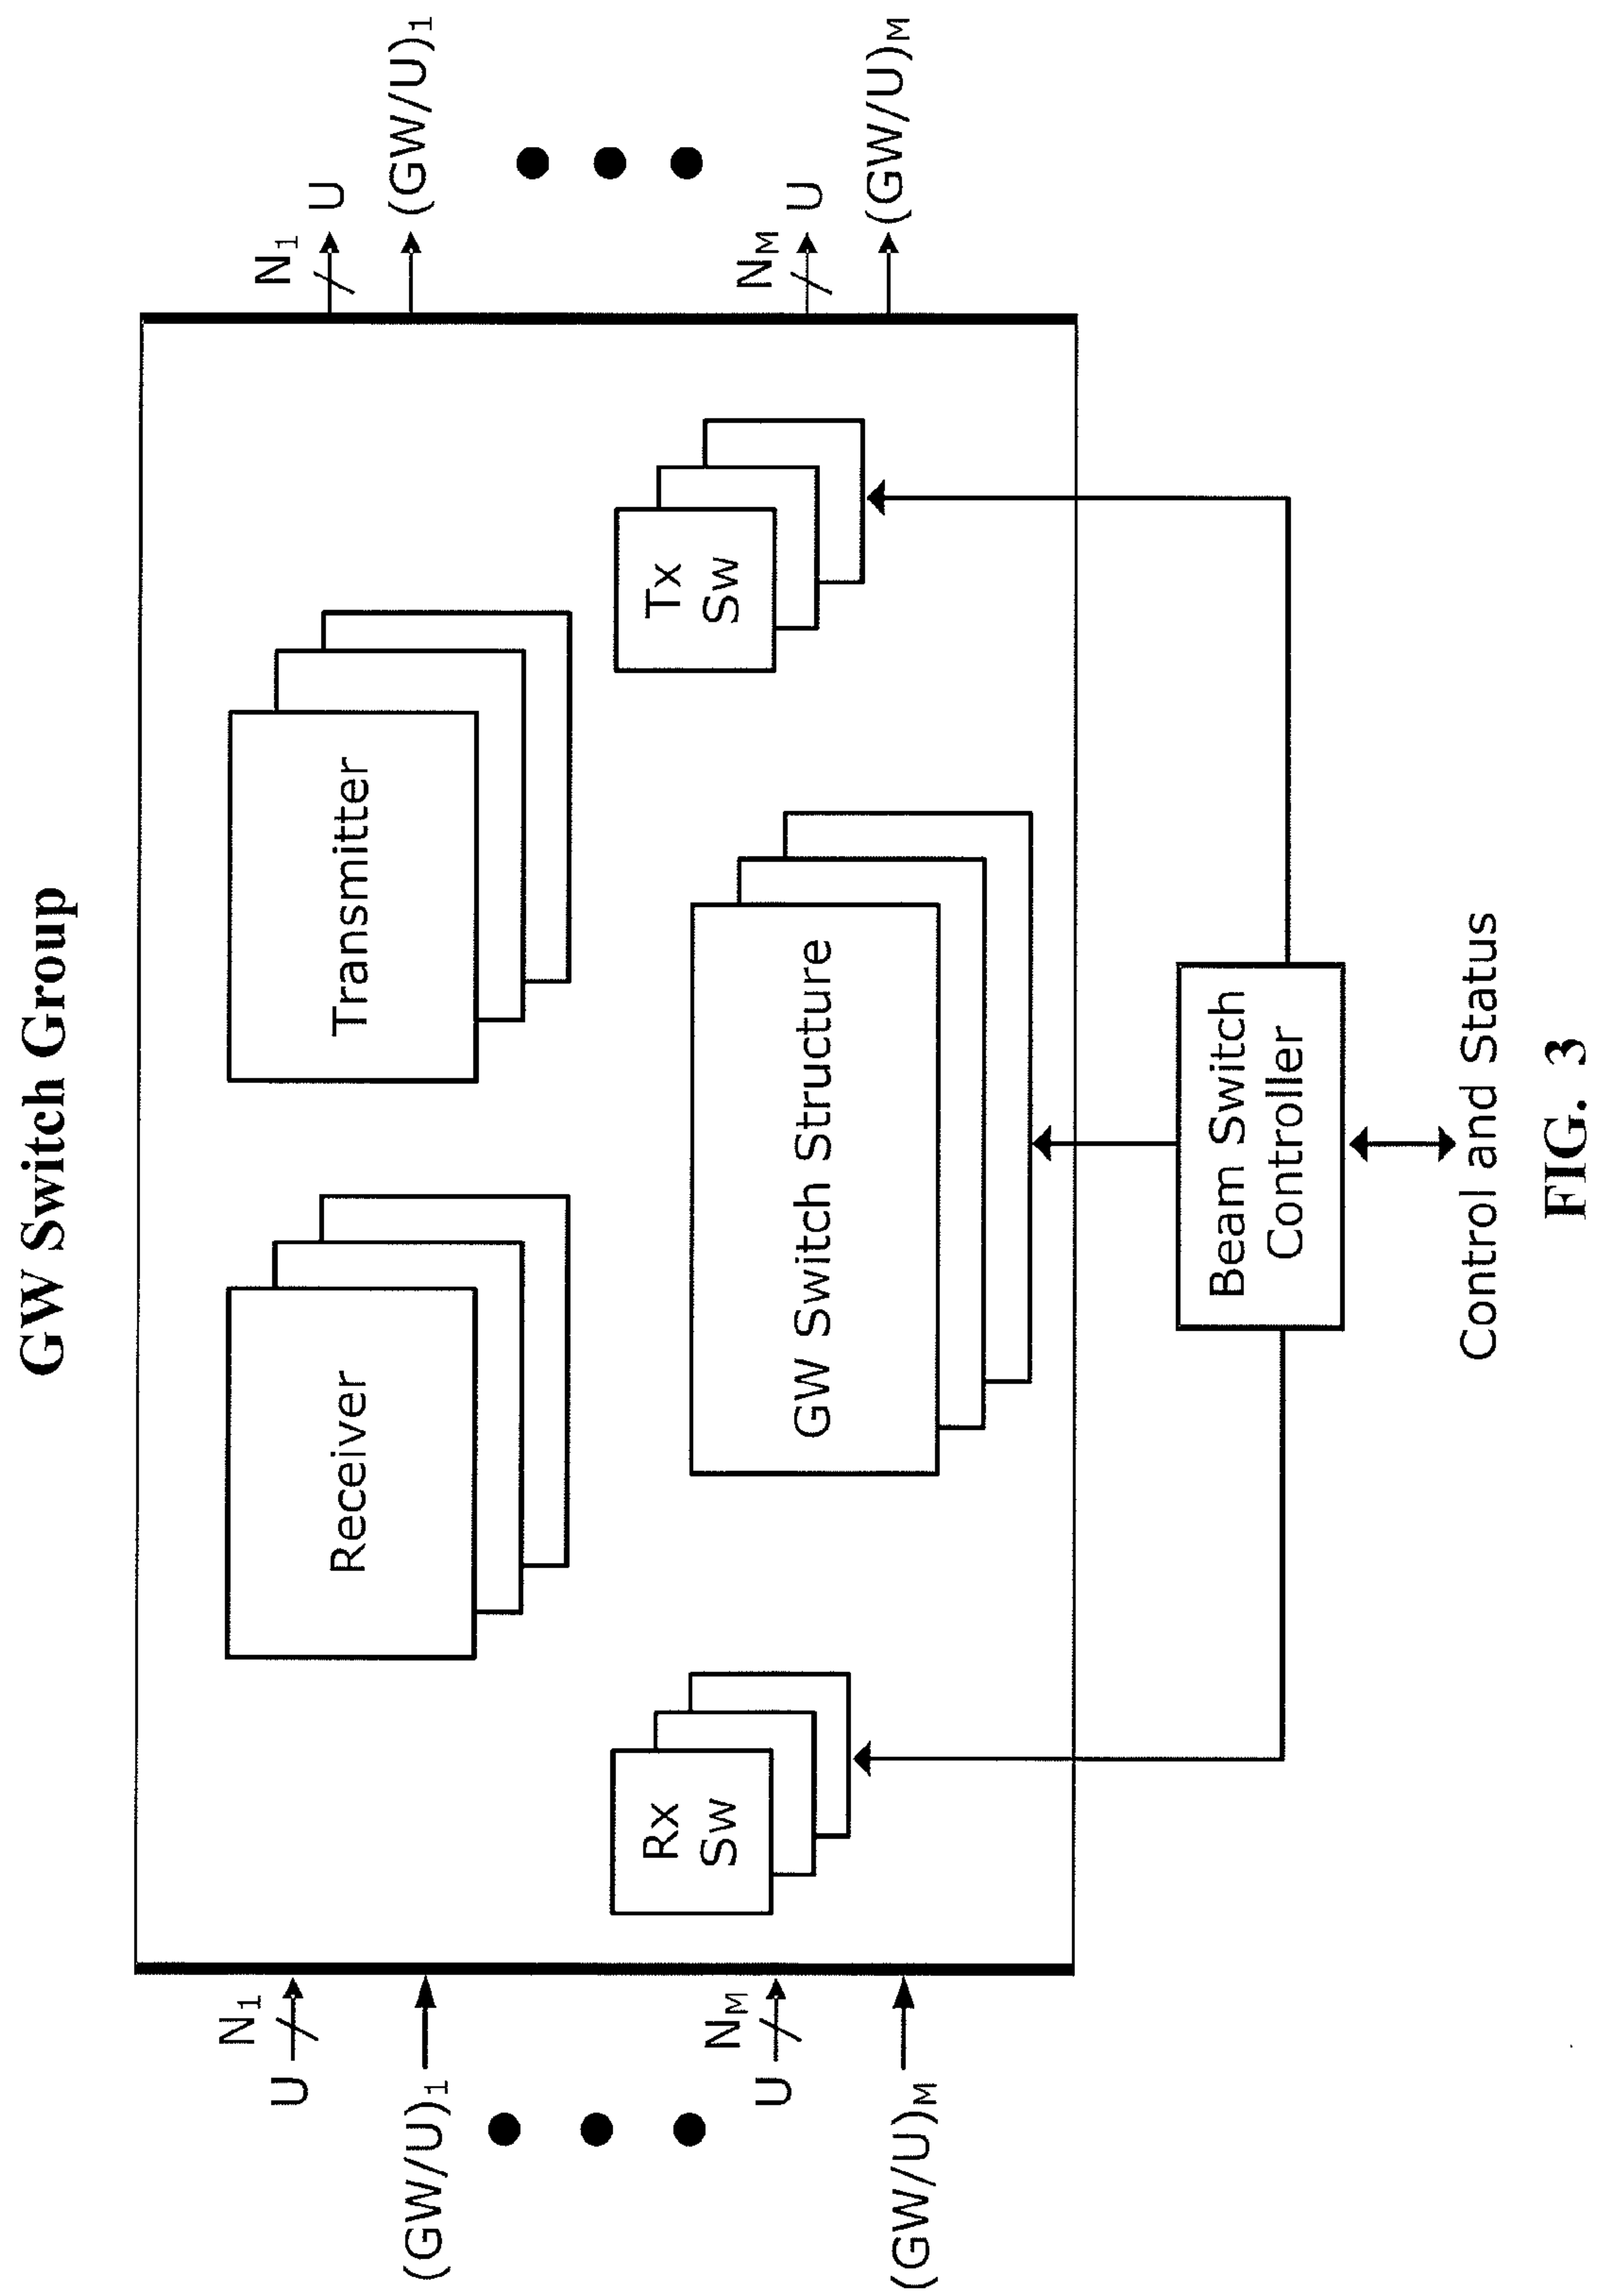 GW Switch Group
N1
U
(GW/U)1
NM
U
(GW/U)M
Receiver
Transmitter
Rx
Sw
GW Switch Structure
Tx
Sw
N1
U
(GW/U)1
NM
U
(GW/U)M
Beam Switch
Controller
Control and Status
FIG. 3